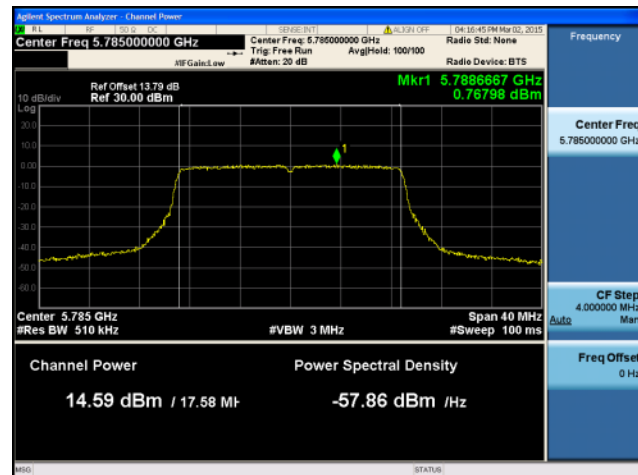 Agilent Spectrum Analyzer - Channel Power
RL RF 50 Ω DC SENSE:INT ALIGN OFF 04:16:45 PM Mar 02, 2015
Center Freq 5.785000000 GHz Center Freq: 5.785000000 GHz Radio Std: None
Trig: Free Run Avg|Hold: 100/100
#IFGain:Low #Atten: 20 dB Radio Device: BTS
Ref Offset 13.79 dB Mkr1 5.7886667 GHz
10 dB/div Ref 30.00 dBm 0.76798 dBm
Log
20.0
10.0
0.00
-10.0
-20.0
-30.0
-40.0
-50.0
-60.0
1
Center 5.785 GHz Span 40 MHz
#Res BW 510 kHz #VBW 3 MHz #Sweep 100 ms
Channel Power Power Spectral Density
14.59 dBm / 17.58 MH -57.86 dBm /Hz
MSG STATUS
Frequency
Center Freq
5.785000000 GHz
CF Step
4.000000 MHz
Auto Man
Freq Offset
0 Hz